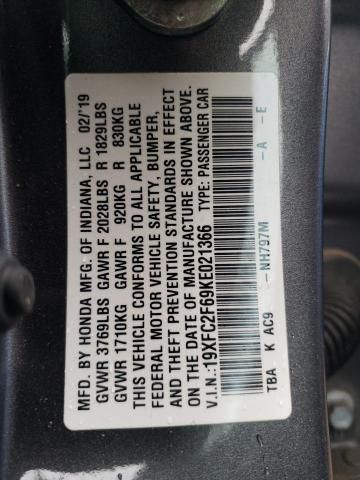 MFD. BY HONDA MFG. OF INDIANA, LLC 02/19
GVWR 3769LBS GAWR F 2028LBS R 1829LBS
GVWR 1710KG GAWR F 920KG R 830KG
THIS VEHICLE CONFORMS TO ALL APPLICABLE
FEDERAL MOTOR VEHICLE SAFETY, BUMPER,
AND THEFT PREVENTION STANDARDS IN EFFECT
ON THE DATE OF MANUFACTURE SHOWN ABOVE.
V.I.N.: 19XFC2F69KE021366 TYPE: PASSENGER CAR
NH797M — A — E
TBA K AC9